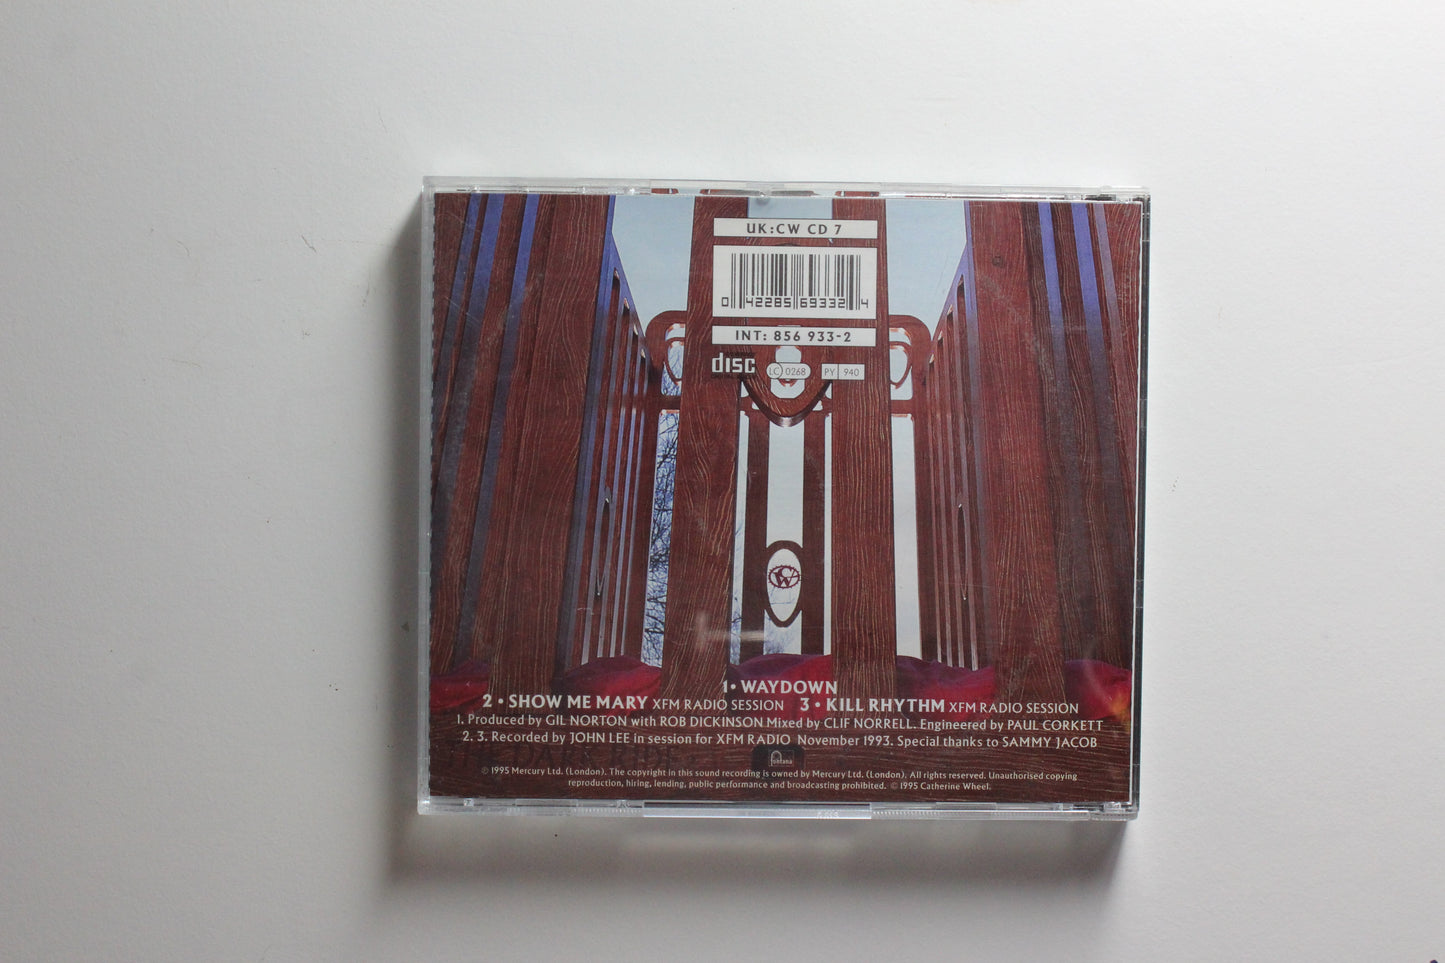 UK:CW CD 7
0 42285 69332 4
INT: 856 933-2
disc
LC 0268
PY 940
CW
1• WAYDOWN
2 • SHOW ME MARY XFM RADIO SESSION 3 • KILL RHYTHM XFM RADIO SESSION
1. Produced by GIL NORTON with ROB DICKINSON Mixed by CLIF NORRELL. Engineered by PAUL CORKETT
2. 3. Recorded by JOHN LEE in session for XFM RADIO November 1993. Special thanks to SAMMY JACOB
fontana
℗ 1995 Mercury Ltd. (London). The copyright in this sound recording is owned by Mercury Ltd. (London). All rights reserved. Unauthorised copying
reproduction, hiring, lending, public performance and broadcasting prohibited. © 1995 Catherine Wheel.